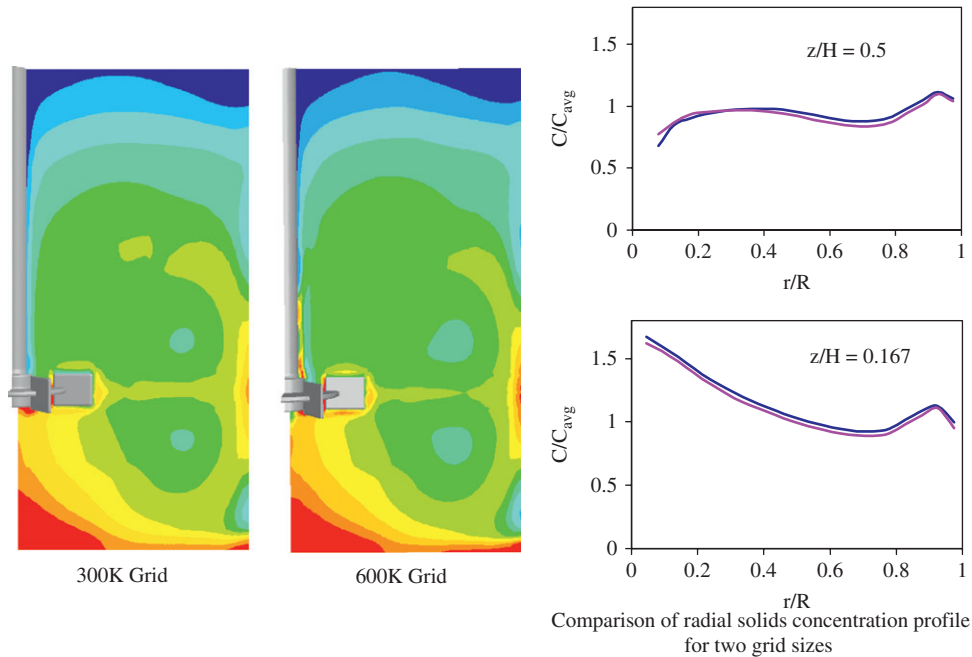 300K Grid
600K Grid
1.5
1
0.5
0
C/Cavg
z/H = 0.5
0 0.2 0.4 0.6 0.8 1
r/R
1.5
1
0.5
0
C/Cavg
z/H = 0.167
0 0.2 0.4 0.6 0.8 1
r/R
Comparison of radial solids concentration profile
for two grid sizes